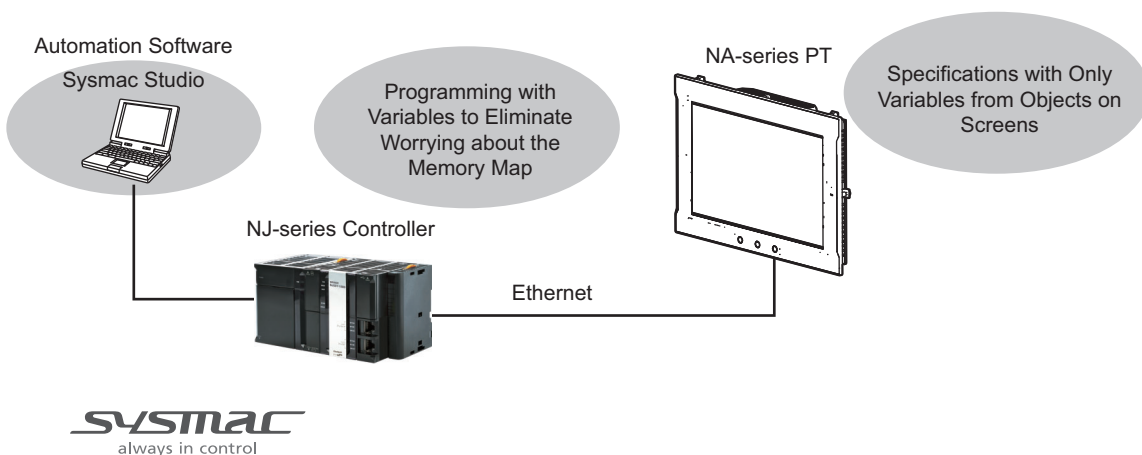 Automation Software
Sysmac Studio
Programming with
Variables to Eliminate
Worrying about the
Memory Map
NA-series PT
Specifications with Only
Variables from Objects on
Screens
NJ-series Controller
Ethernet
sysmac
always in control